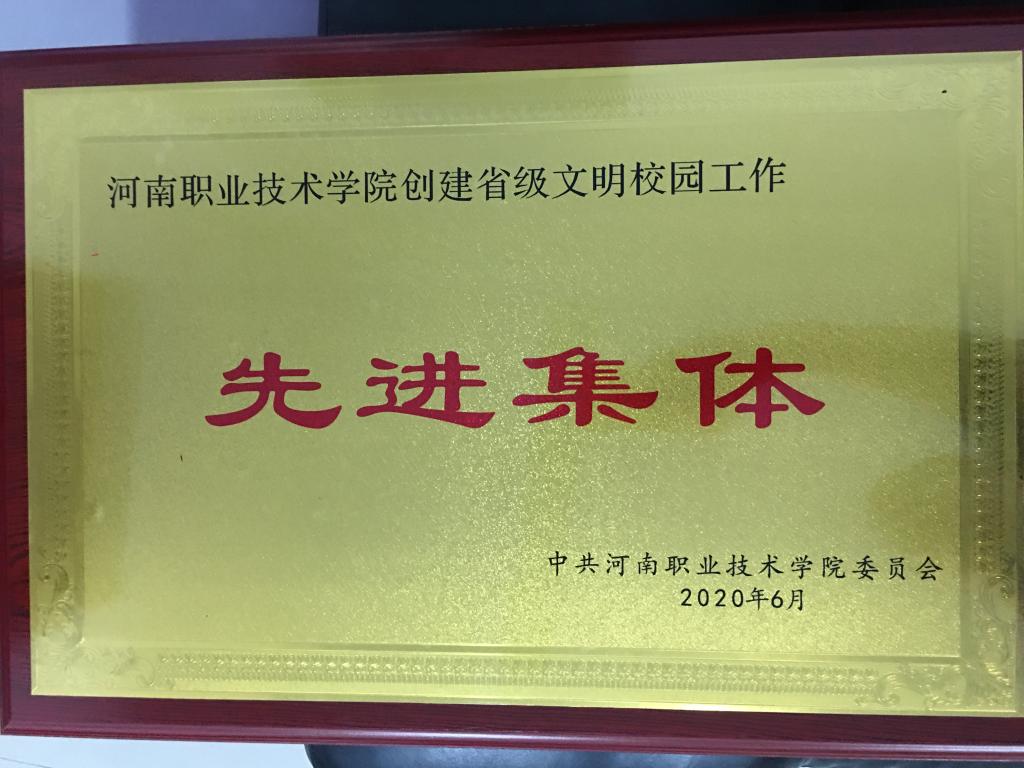 河南职业技术学院创建省级文明校园工作
先进集体
中共河南职业技术学院委员会
2020年6月